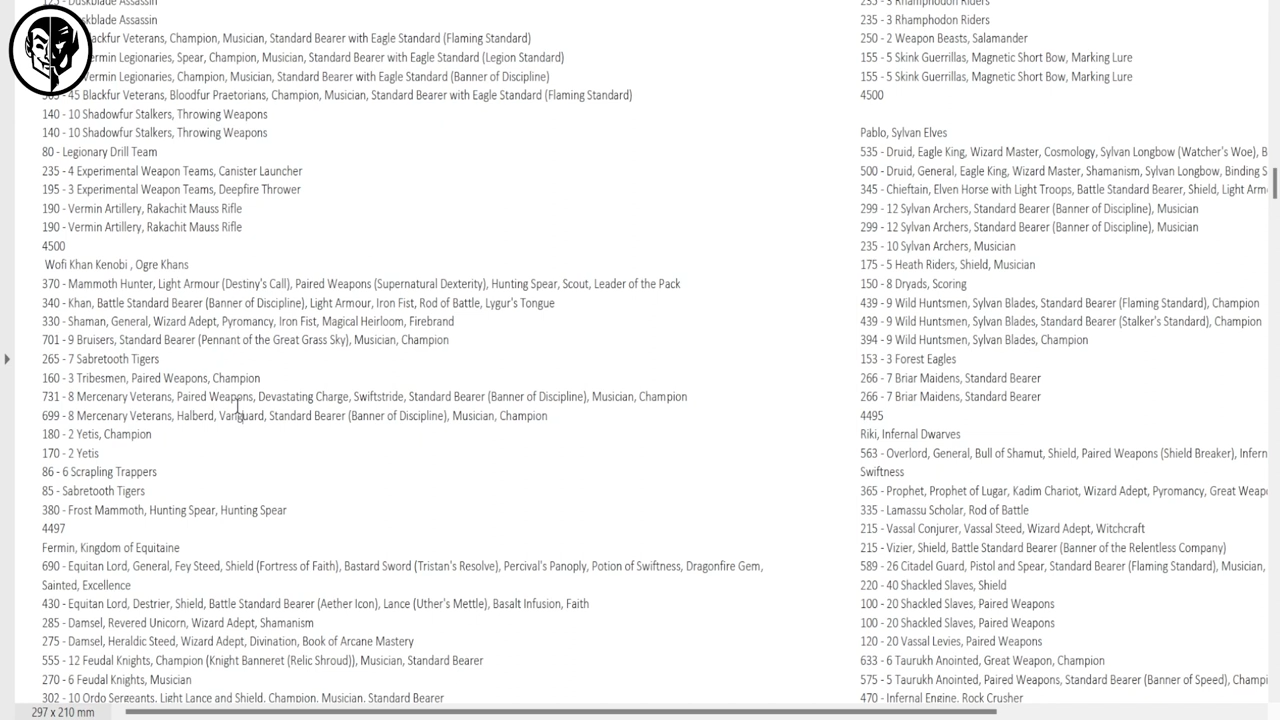 Duskblade Assassin
Assassin
Veterans, Champion, Musician, Standard Bearer with Eagle Standard (Flaming Standard)
Legionaries, Spear, Champion, Musician, Standard Bearer with Eagle Standard (Legion Standard)
Legionaries, Champion, Musician, Standard Bearer with Eagle Standard (Banner of Discipline)
- 45 Blackfur Veterans, Bloodfur Praetorians, Champion, Musician, Standard Bearer with Eagle Standard (Flaming Standard)
140 - 10 Shadowfur Stalkers, Throwing Weapons
140 - 10 Shadowfur Stalkers, Throwing Weapons
80 - Legionary Drill Team
235 - 4 Experimental Weapon Teams, Canister Launcher
195 - 3 Experimental Weapon Teams, Deepfire Thrower
190 - Vermin Artillery, Rakachit Mauss Rifle
190 - Vermin Artillery, Rakachit Mauss Rifle
4500
Wofi Khan Kenobi , Ogre Khans
370 - Mammoth Hunter, Light Armour (Destiny's Call), Paired Weapons (Supernatural Dexterity), Hunting Spear, Scout, Leader of the Pack
340 - Khan, Battle Standard Bearer (Banner of Discipline), Light Armour, Iron Fist, Rod of Battle, Lygur's Tongue
330 - Shaman, General, Wizard Adept, Pyromancy, Iron Fist, Magical Heirloom, Firebrand
701 - 9 Bruisers, Standard Bearer (Pennant of the Great Grass Sky), Musician, Champion
265 - 7 Sabretooth Tigers
160 - 3 Tribesmen, Paired Weapons, Champion
731 - 8 Mercenary Veterans, Paired Weapons, Devastating Charge, Swiftstride, Standard Bearer (Banner of Discipline), Musician, Champion
699 - 8 Mercenary Veterans, Halberd, Vanguard, Standard Bearer (Banner of Discipline), Musician, Champion
180 - 2 Yetis, Champion
170 - 2 Yetis
86 - 6 Scrapling Trappers
85 - Sabretooth Tigers
380 - Frost Mammoth, Hunting Spear, Hunting Spear
4497
Fermin, Kingdom of Equitaine
690 - Equitan Lord, General, Fey Steed, Shield (Fortress of Faith), Bastard Sword (Tristan's Resolve), Percival's Panoply, Potion of Swiftness, Dragonfire Gem,
Sainted, Excellence
430 - Equitan Lord, Destrier, Shield, Battle Standard Bearer (Aether Icon), Lance (Uther's Mettle), Basalt Infusion, Faith
285 - Damsel, Revered Unicorn, Wizard Adept, Shamanism
275 - Damsel, Heraldic Steed, Wizard Adept, Divination, Book of Arcane Mastery
555 - 12 Feudal Knights, Champion (Knight Banneret (Relic Shroud)), Musician, Standard Bearer
270 - 6 Feudal Knights, Musician
302 - 10 Ordo Sergeants, Light Lance and Shield, Champion, Musician, Standard Bearer
297 x 210 mm
235 - 3 Rhamphodon Riders
235 - 3 Rhamphodon Riders
250 - 2 Weapon Beasts, Salamander
155 - 5 Skink Guerrillas, Magnetic Short Bow, Marking Lure
155 - 5 Skink Guerrillas, Magnetic Short Bow, Marking Lure
4500
Pablo, Sylvan Elves
535 - Druid, Eagle King, Wizard Master, Cosmology, Sylvan Longbow (Watcher's Woe), B
500 - Druid, General, Eagle King, Wizard Master, Shamanism, Sylvan Longbow, Binding S
345 - Chieftain, Elven Horse with Light Troops, Battle Standard Bearer, Shield, Light Arm
299 - 12 Sylvan Archers, Standard Bearer (Banner of Discipline), Musician
299 - 12 Sylvan Archers, Standard Bearer (Banner of Discipline), Musician
235 - 10 Sylvan Archers, Musician
175 - 5 Heath Riders, Shield, Musician
150 - 8 Dryads, Scoring
439 - 9 Wild Huntsmen, Sylvan Blades, Standard Bearer (Flaming Standard), Champion
439 - 9 Wild Huntsmen, Sylvan Blades, Standard Bearer (Stalker's Standard), Champion
394 - 9 Wild Huntsmen, Sylvan Blades, Champion
153 - 3 Forest Eagles
266 - 7 Briar Maidens, Standard Bearer
266 - 7 Briar Maidens, Standard Bearer
4495
Riki, Infernal Dwarves
563 - Overlord, General, Bull of Shamut, Shield, Paired Weapons (Shield Breaker), Infern
Swiftness
365 - Prophet, Prophet of Lugar, Kadim Chariot, Wizard Adept, Pyromancy, Great Weap
335 - Lamassu Scholar, Rod of Battle
215 - Vassal Conjurer, Vassal Steed, Wizard Adept, Witchcraft
215 - Vizier, Shield, Battle Standard Bearer (Banner of the Relentless Company)
589 - 26 Citadel Guard, Pistol and Spear, Standard Bearer (Flaming Standard), Musician,
220 - 40 Shackled Slaves, Shield
100 - 20 Shackled Slaves, Paired Weapons
100 - 20 Shackled Slaves, Paired Weapons
120 - 20 Vassal Levies, Paired Weapons
633 - 6 Taurukh Anointed, Great Weapon, Champion
575 - 5 Taurukh Anointed, Paired Weapons, Standard Bearer (Banner of Speed), Champi
470 - Infernal Engine, Rock Crusher